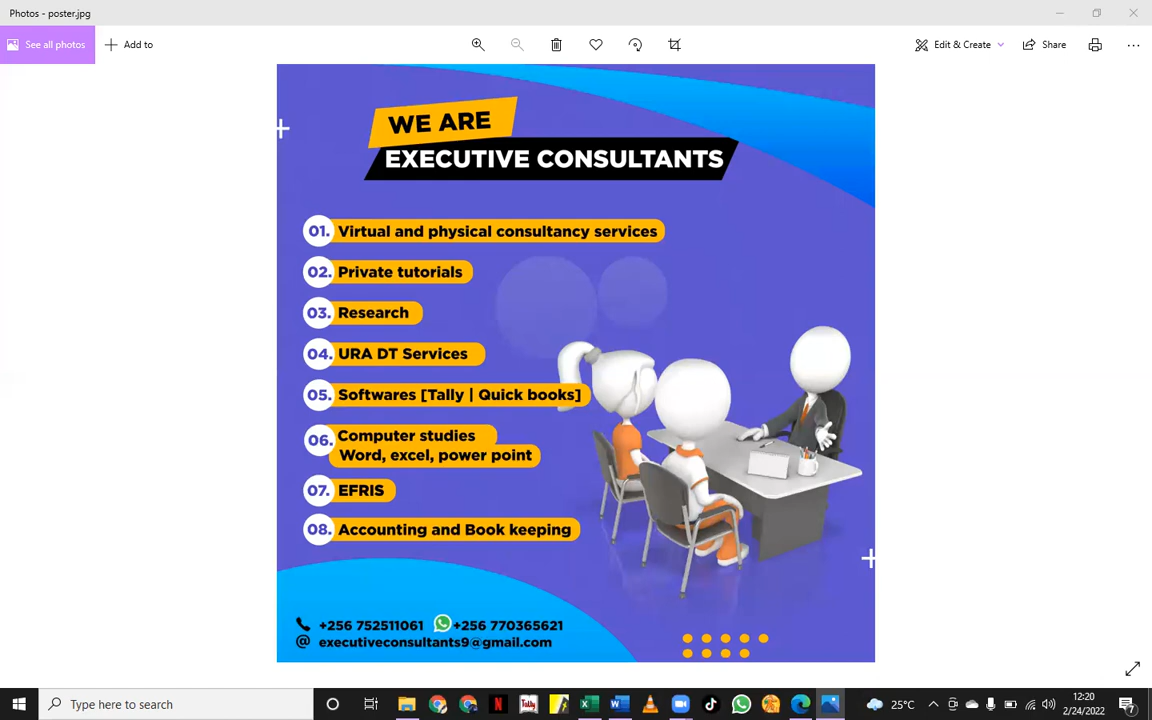 Photos - poster.jpg
See all photos
Add to
Edit & Create
Share
WE ARE
EXECUTIVE CONSULTANTS
01. Virtual and physical consultancy services
02. Private tutorials
03. Research
04. URA DT Services
05. Softwares [Tally | Quick books]
06. Computer studies
Word, excel, power point
07. EFRIS
08. Accounting and Book keeping
+256 752511061 +256 770365621
@ executiveconsultants9@gmail.com
Type here to search
Tally
25°C
12:20
2/24/2022
7